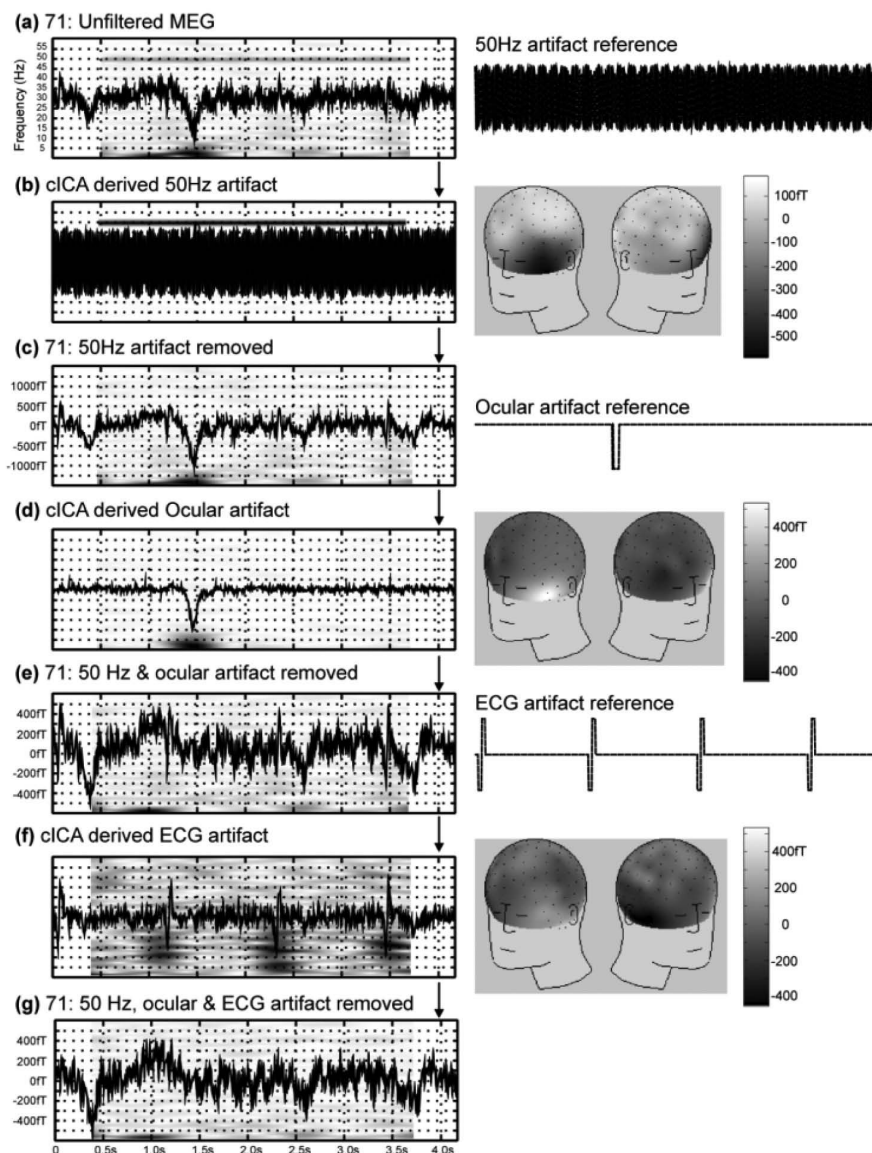 (a) 71: Unfiltered MEG
Frequency (Hz)
55
50
45
40
35
30
25
20
15
10
5
50Hz artifact reference
(b) cICA derived 50Hz artifact
100fT
0
-100
-200
-300
-400
-500
(c) 71: 50Hz artifact removed
1000fT
500fT
0fT
-500fT
-1000fT
Ocular artifact reference
(d) cICA derived Ocular artifact
400fT
200
0
-200
-400
(e) 71: 50 Hz & ocular artifact removed
400fT
200fT
0fT
-200fT
-400fT
ECG artifact reference
(f) cICA derived ECG artifact
400fT
200
0
-200
-400
(g) 71: 50 Hz, ocular & ECG artifact removed
400fT
200fT
0fT
-200fT
-400fT
0 0.5s 1.0s 1.5s 2.0s 2.5s 3.0s 3.5s 4.0s